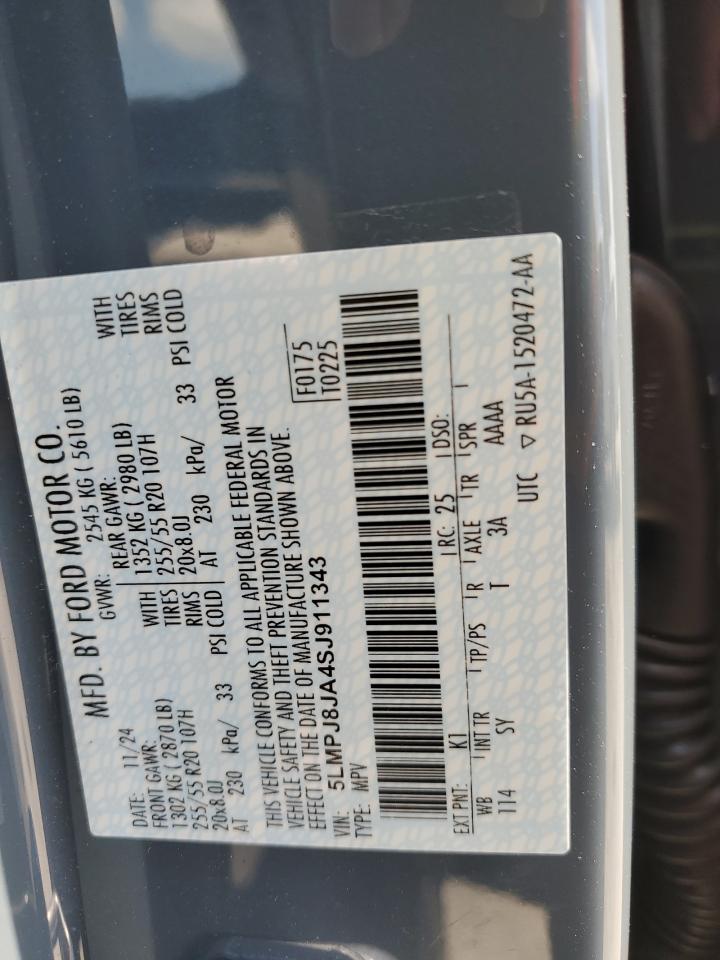 MFD. BY FORD MOTOR CO.
DATE: 11/24 GVWR: 2545 KG ( 5610 LB)
FRONT GAWR: REAR GAWR: WITH
1302 KG ( 2870 LB) WITH 1352 KG ( 2980 LB) TIRES
255/55 R20 107H TIRES 255/55 R20 107H RIMS
20x8.0J RIMS 20x8.0J
AT 230 kPa/ 33 PSI COLD AT 230 kPa/ 33 PSI COLD
THIS VEHICLE CONFORMS TO ALL APPLICABLE FEDERAL MOTOR
VEHICLE SAFETY AND THEFT PREVENTION STANDARDS IN
EFFECT ON THE DATE OF MANUFACTURE SHOWN ABOVE.
F0175
T0225
VIN: 5LMPJ8JA4SJ911343
TYPE: MPV
EXT PNT: K1 RC: 25 DSO:
WB INT TR TP/PS R AXLE TR SPR
114 SY T 3A AAAA
UTC ▽ RU5A-1520472-AA